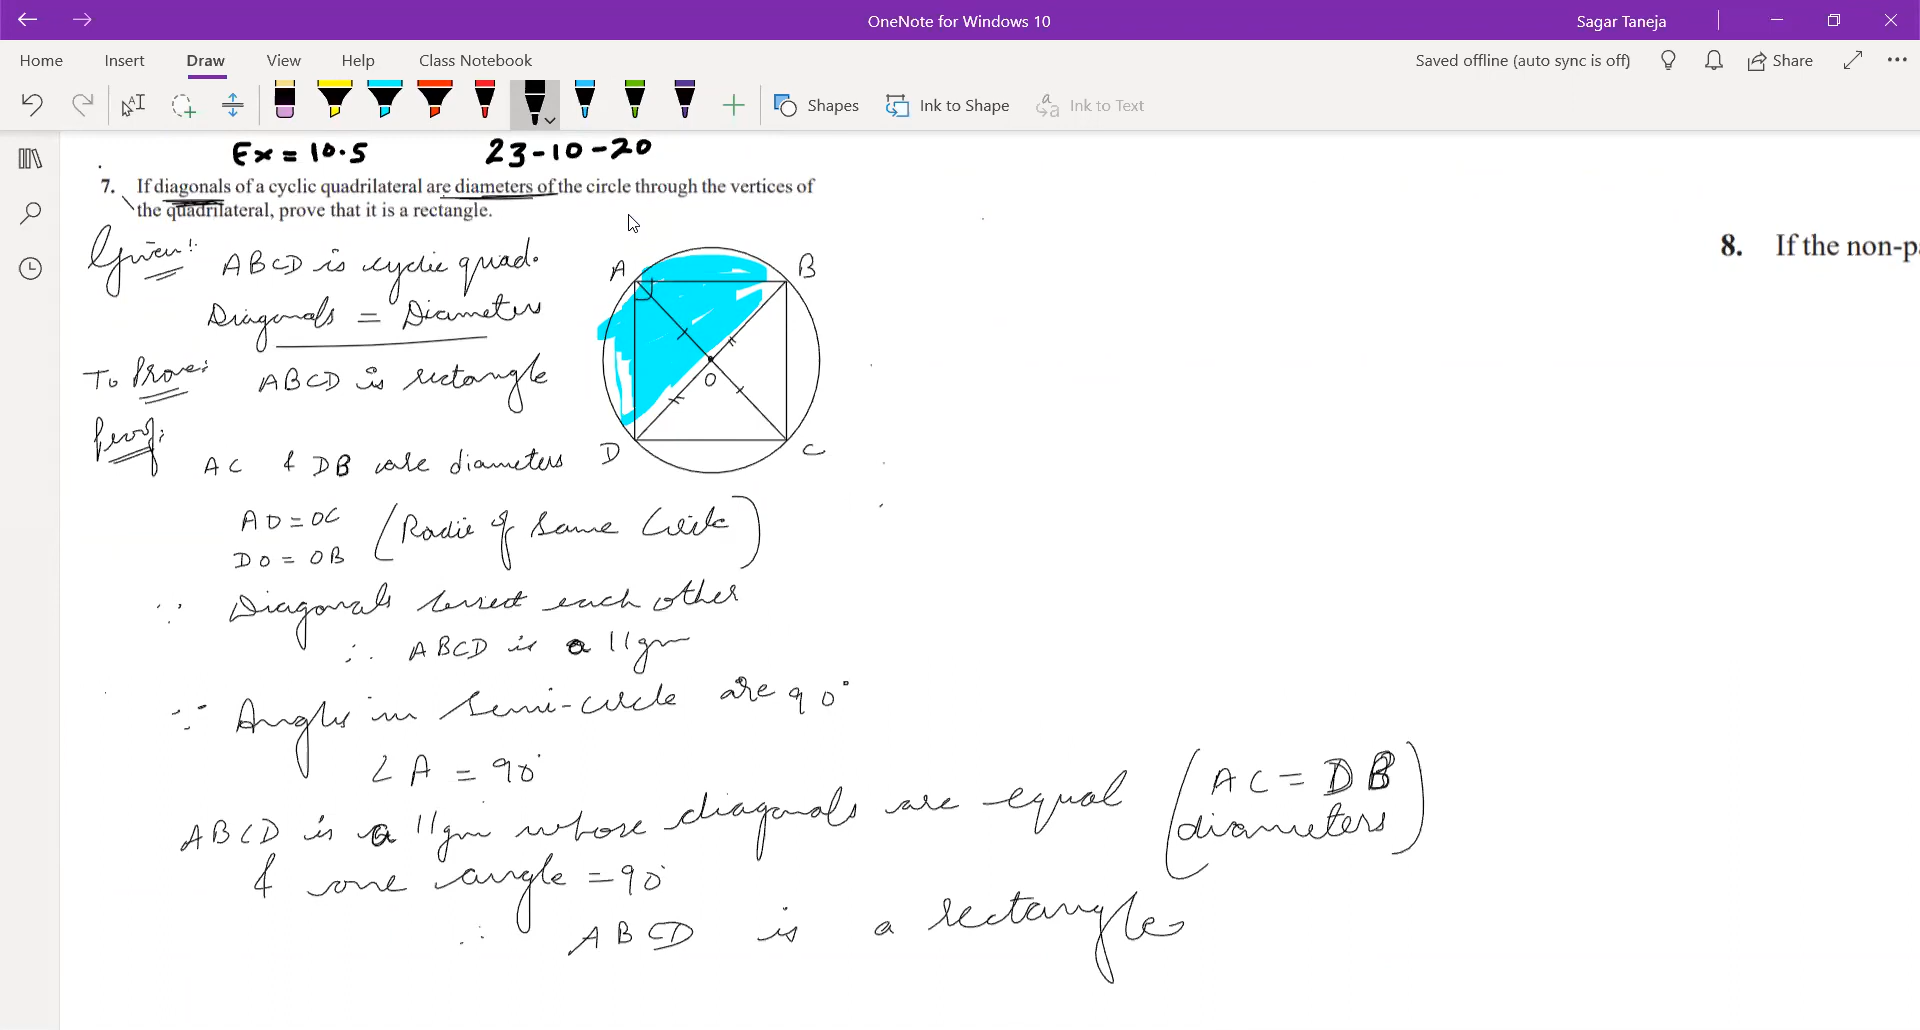 OneNote for Windows 10
Sagar Taneja
Home Insert Draw View Help Class Notebook
Saved offline (auto sync is off) Share
Shapes Ink to Shape Ink to Text
Ex = 10.5 23-10-20
7. If diagonals of a cyclic quadrilateral are diameters of the circle through the vertices of
the quadrilateral, prove that it is a rectangle.
8. If the non-p
Given: ABCD is cyclic quad.
Diagonals = Diameters
To Prove: ABCD is rectangle
Proof:
AC & DB are diameters
AO = OC
DO = OB (Radii of Same Circle)
∵ Diagonals bisect each other
∴ ABCD is a ||gm
∵ Angles in Semi-circle are 90°
∠A = 90°
ABCD is a ||gm whose diagonals are equal (AC = DB
diameters)
& one angle = 90°
∴ ABCD is a rectangle
A B
O
D C